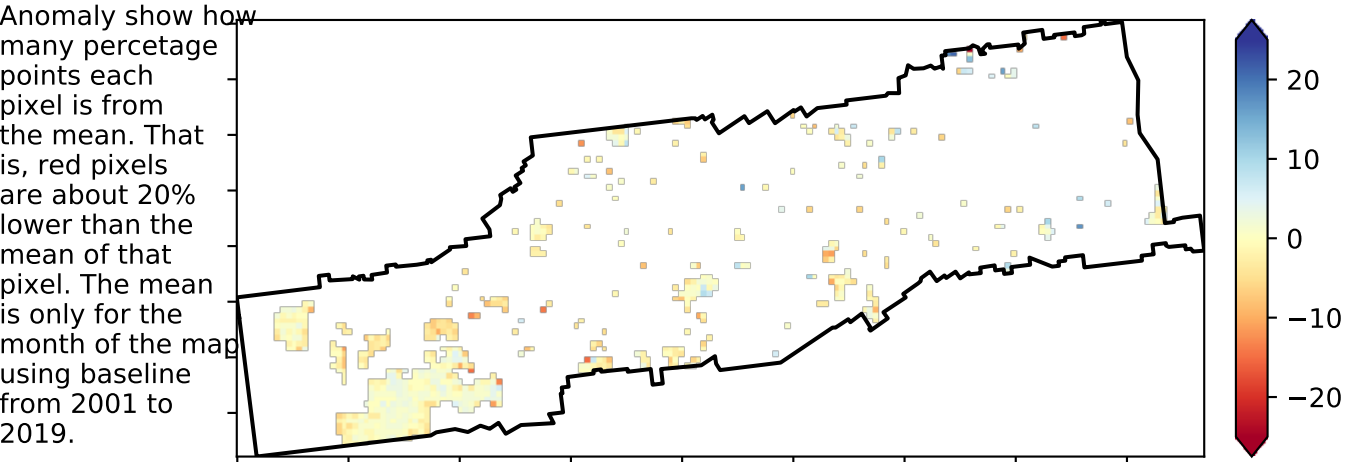 Anomaly show how
many percetage
points each
pixel is from
the mean. That
is, red pixels
are about 20%
lower than the
mean of that
pixel. The mean
is only for the
month of the map
using baseline
from 2001 to
2019.
20
10
0
−10
−20